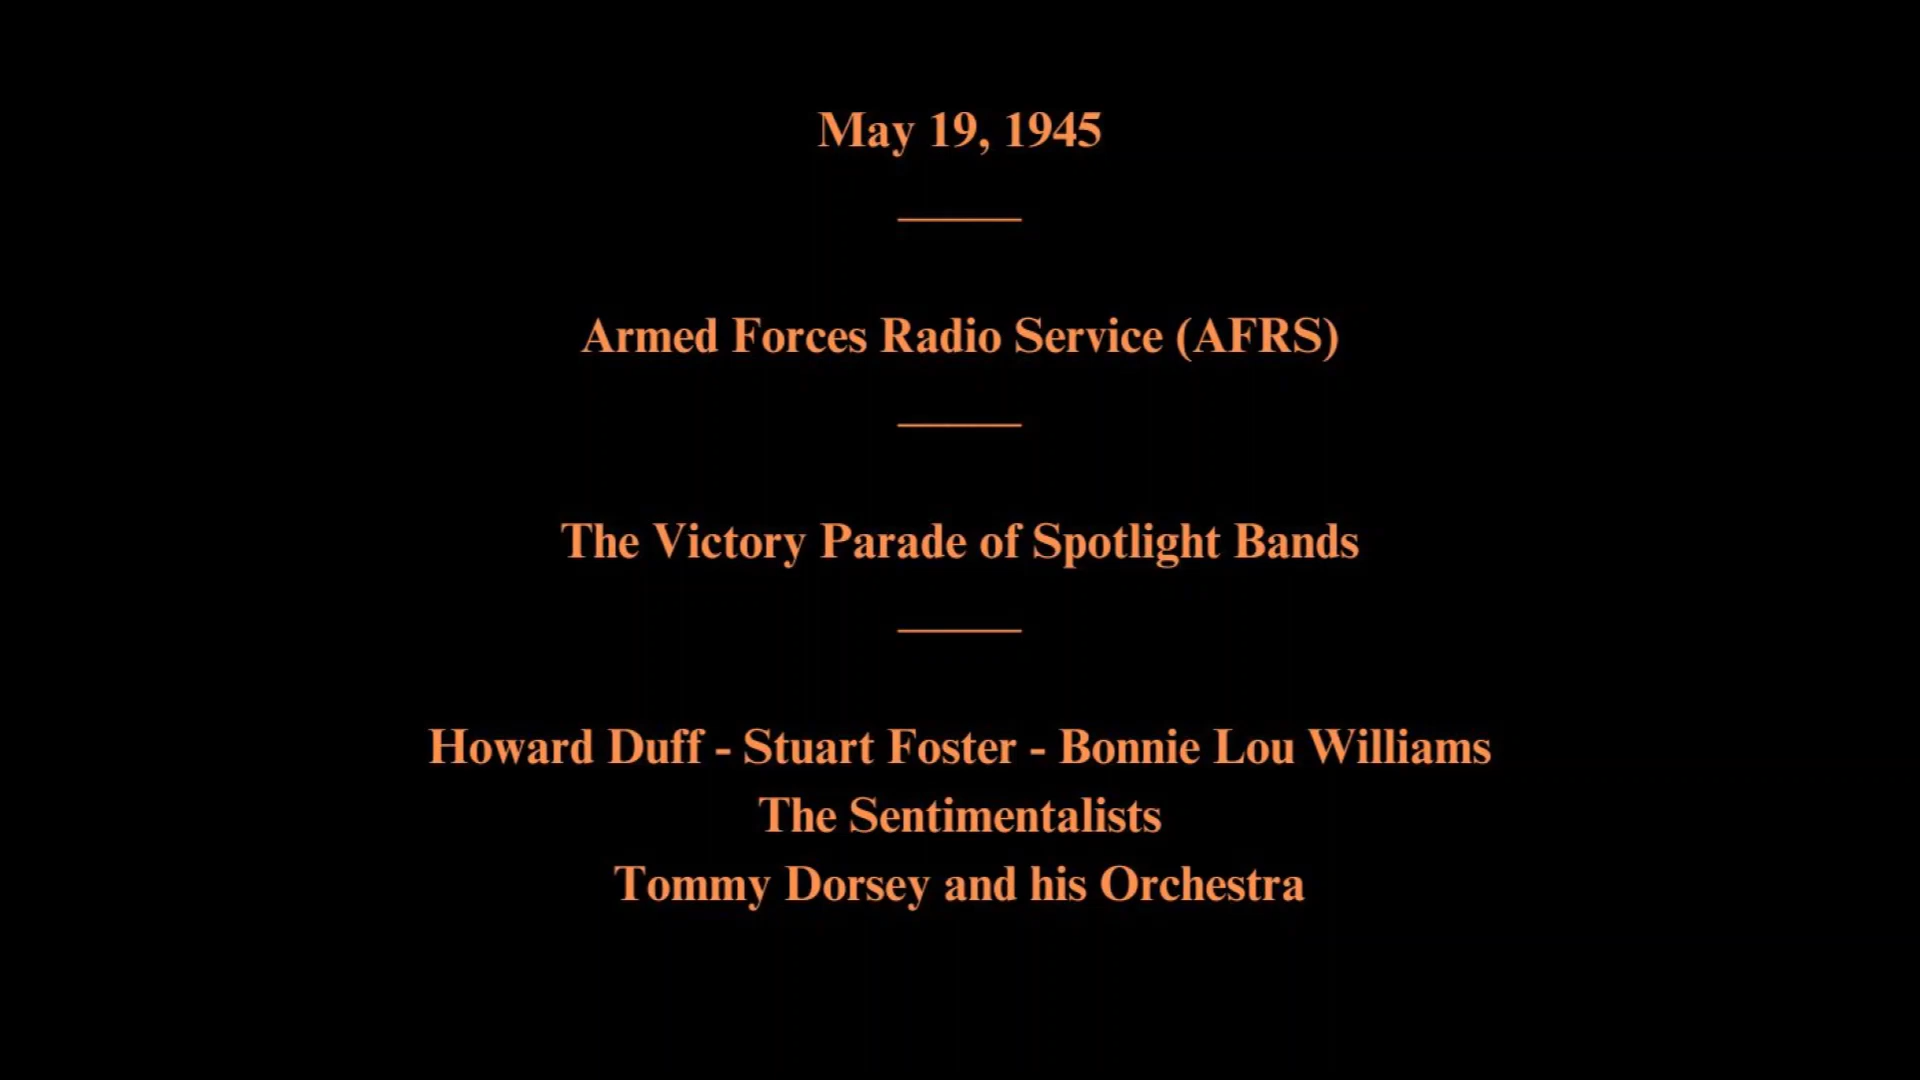 May 19, 1945
Armed Forces Radio Service (AFRS)
The Victory Parade of Spotlight Bands
Howard Duff - Stuart Foster - Bonnie Lou Williams
The Sentimentalists
Tommy Dorsey and his Orchestra